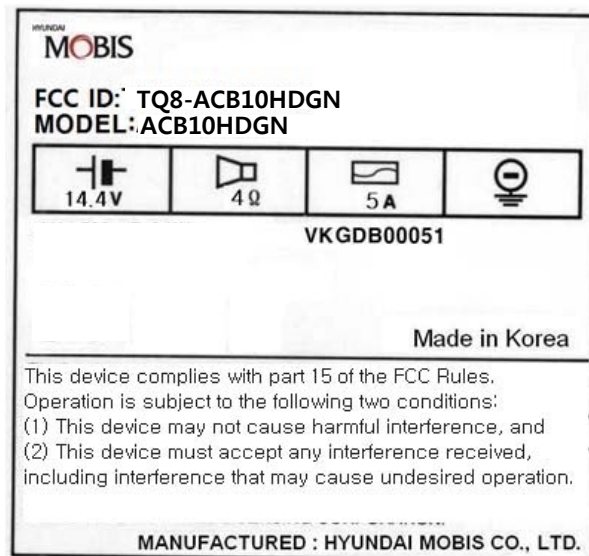 HYUNDAI
MOBIS
FCC ID: TQ8-ACB10HDGN
MODEL: ACB10HDGN
14.4V 4Ω 5A
VKGDB00051
Made in Korea
This device complies with part 15 of the FCC Rules.
Operation is subject to the following two conditions:
(1) This device may not cause harmful interference, and
(2) This device must accept any interference received,
including interference that may cause undesired operation.
MANUFACTURED : HYUNDAI MOBIS CO., LTD.